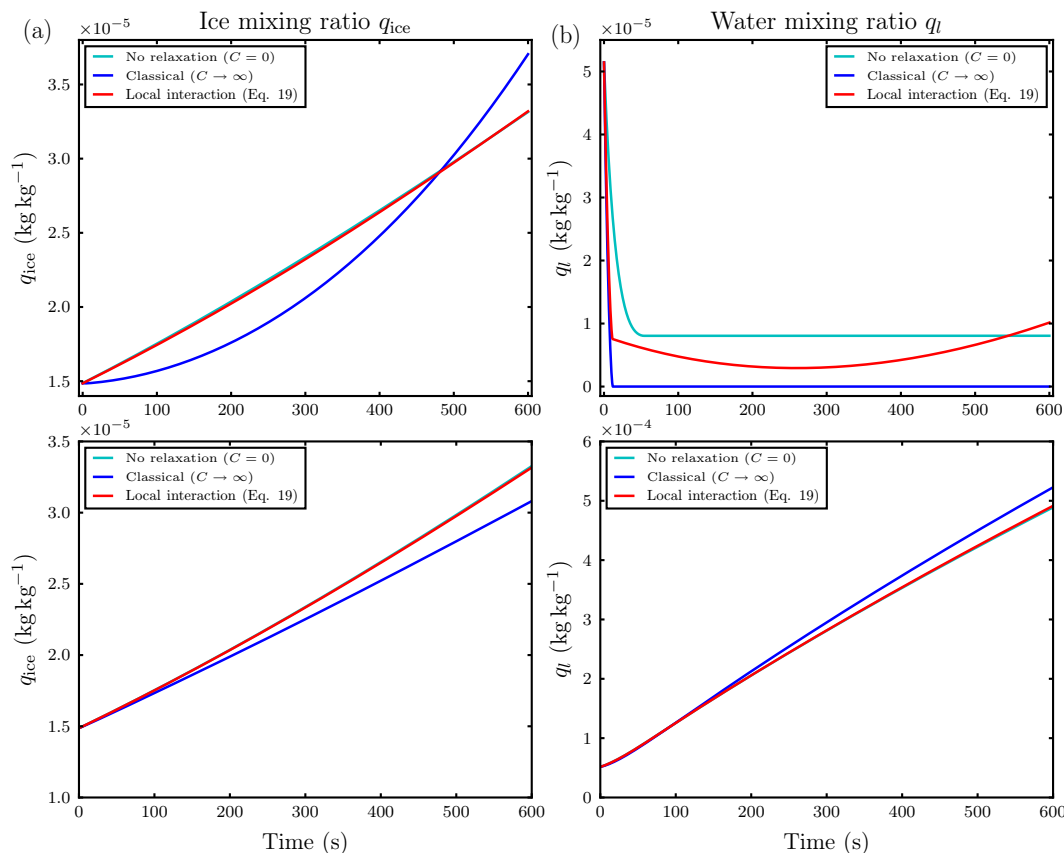 (a) Ice mixing ratio q_ice
×10⁻⁵
No relaxation (C = 0)
Classical (C → ∞)
Local interaction (Eq. 19)
q_ice (kg kg⁻¹)
3.5
3.0
2.5
2.0
1.5
0 100 200 300 400 500 600
(b) Water mixing ratio q_l
×10⁻⁵
No relaxation (C = 0)
Classical (C → ∞)
Local interaction (Eq. 19)
q_l (kg kg⁻¹)
5
4
3
2
1
0
0 100 200 300 400 500 600
×10⁻⁵
No relaxation (C = 0)
Classical (C → ∞)
Local interaction (Eq. 19)
q_ice (kg kg⁻¹)
3.5
3.0
2.5
2.0
1.5
1.0
0 100 200 300 400 500 600
Time (s)
×10⁻⁴
No relaxation (C = 0)
Classical (C → ∞)
Local interaction (Eq. 19)
q_l (kg kg⁻¹)
6
5
4
3
2
1
0
0 100 200 300 400 500 600
Time (s)